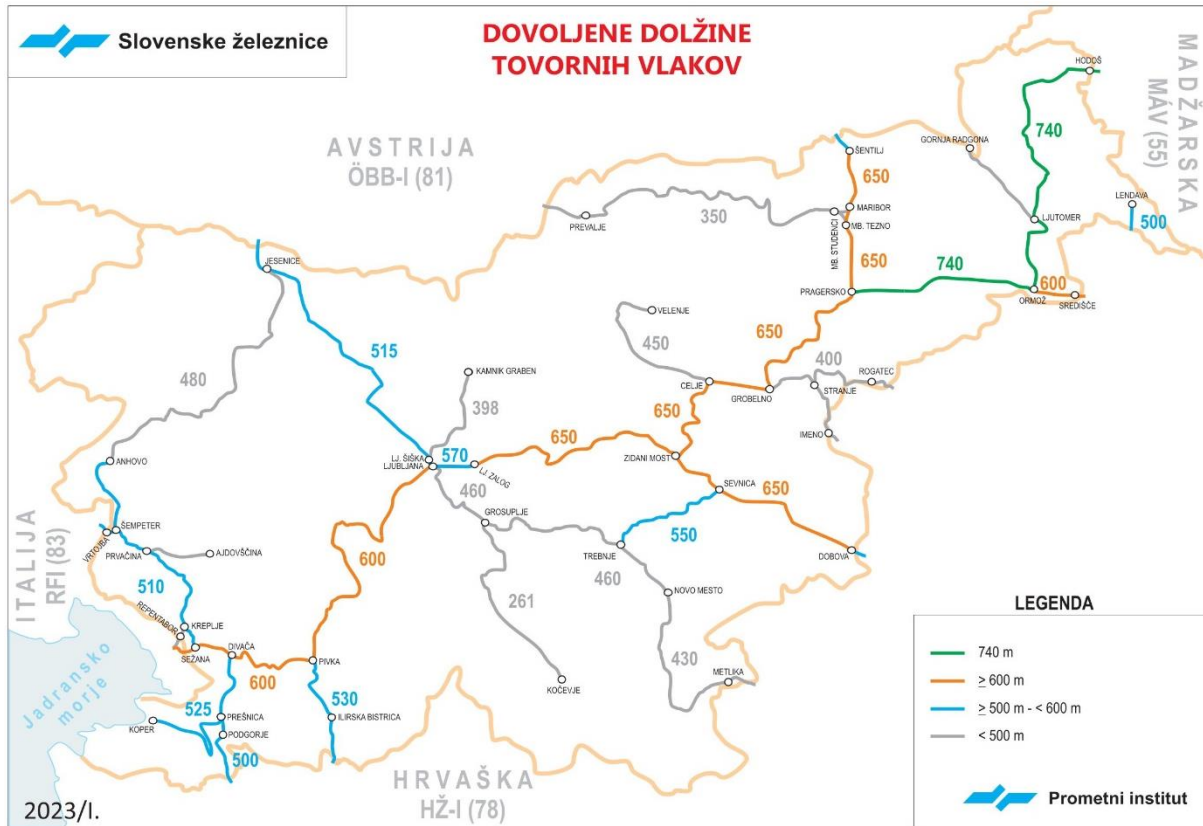 Slovenske železnice
DOVOLJENE DOLŽINE
TOVORNIH VLAKOV
AVSTRIJA
ÖBB-I (81)
MADŽARSKA
MÁV (55)
HODOŠ
740
GORNJA RADGONA
ŠENTILJ
650
LENDAVA
500
LJUTOMER
PREVALJE
350
MB. ŠTUDENCI
MARIBOR
MB. TEZNO
650
740
PRAGERSKO
ORMOŽ
600
SREDIŠČE
JESENICE
515
480
VELENJE
450
650
KAMNIK GRABEN
398
CELJE
GROBELNO
400
STRANJE
ROGATEC
IMENO
650
650
ZIDANI MOST
LJ. ŠIŠKA
LJUBLJANA
570
LJ. ZALOG
460
SEVNICA
650
ANHOVO
ŠEMPETER
VRTOJBA
PRVAČINA
AJDOVŠČINA
510
600
GROSUPLJE
TREBNJE
550
DOBOVA
460
NOVO MESTO
261
430
METLIKA
KOČEVJE
ITALIJA
RFI (83)
REPENTABOR
KREPLJE
SEŽANA
DIVAČA
600
PIVKA
530
ILIRSKA BISTRICA
525
PREŠNICA
PODGORJE
KOPER
500
Jadransko
morje
HRVAŠKA
HŽ-I (78)
LEGENDA
740 m
≥ 600 m
≥ 500 m - < 600 m
< 500 m
Prometni institut
2023/I.